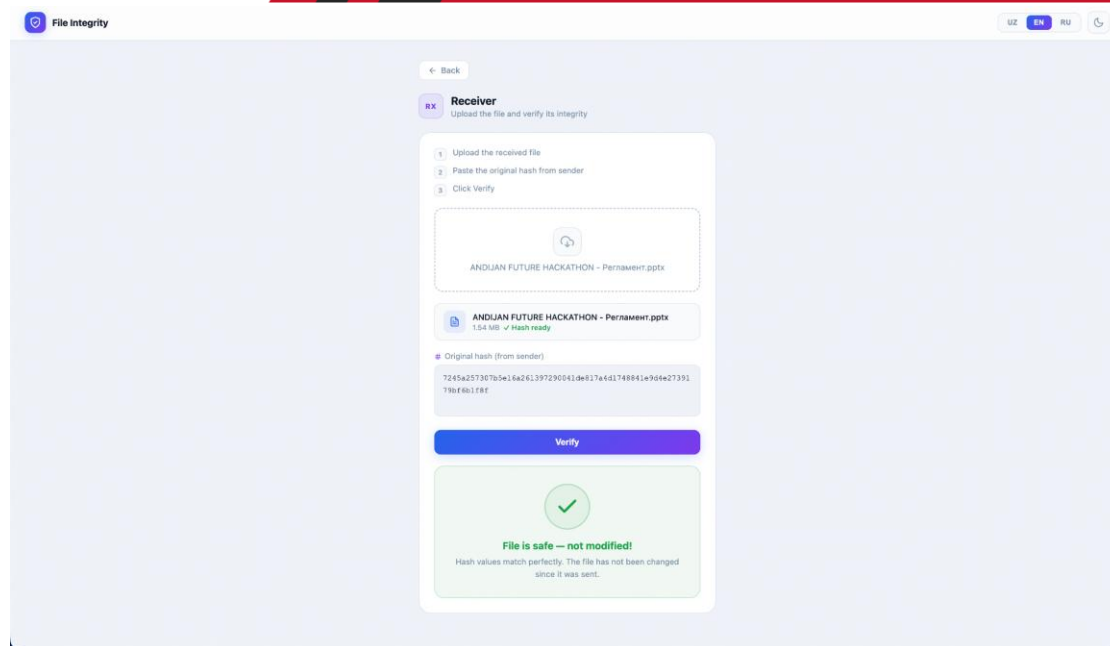 File Integrity
UZ EN RU
← Back
RX
Receiver
Upload the file and verify its integrity
1 Upload the received file
2 Paste the original hash from sender
3 Click Verify
ANDIJAN FUTURE HACKATHON - Регламент.pptx
ANDIJAN FUTURE HACKATHON - Регламент.pptx
1.54 MB ✓ Hash ready
# Original hash (from sender)
7245a257307b5e16a261397290041de817a4d1748841e9d4e27391
79bf6b1f8f
Verify
File is safe — not modified!
Hash values match perfectly. The file has not been changed
since it was sent.